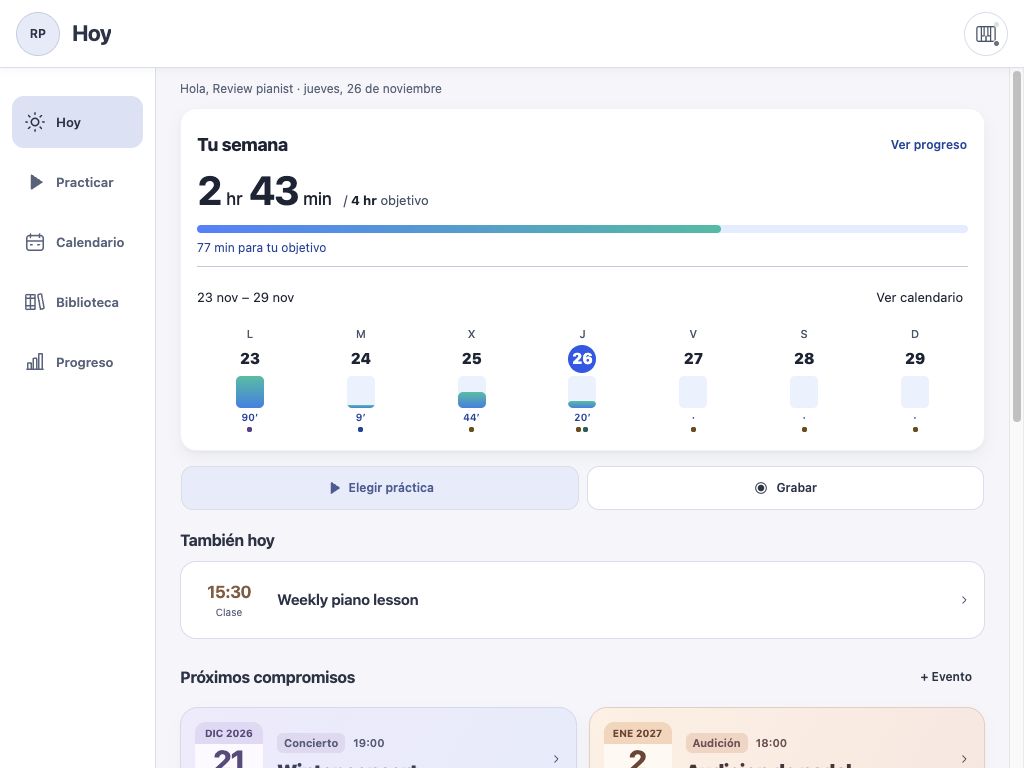 RP
Hoy
Hola, Review pianist · jueves, 26 de noviembre
Hoy
Practicar
Calendario
Biblioteca
Progreso
Tu semana
Ver progreso
2 hr 43 min / 4 hr objetivo
77 min para tu objetivo
23 nov – 29 nov
Ver calendario
L M X J V S D
23 24 25 26 27 28 29
90′ 9′ 44′ 20′ · · ·
Elegir práctica
Grabar
También hoy
15:30
Clase
Weekly piano lesson
Próximos compromisos
+ Evento
DIC 2026
21
Concierto 19:00
ENE 2027
2
Audición 18:00